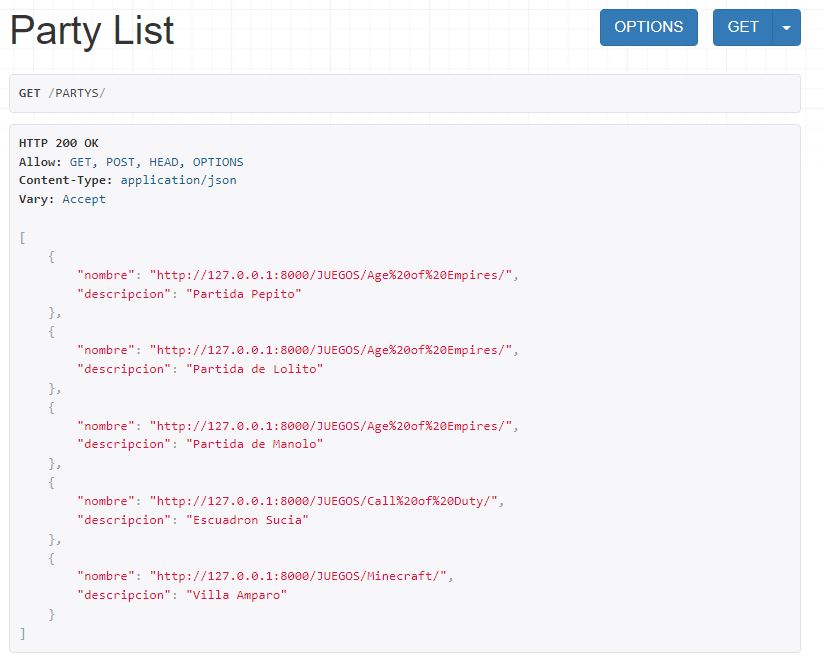 Party List
OPTIONS
GET
GET /PARTYS/
HTTP 200 OK
Allow: GET, POST, HEAD, OPTIONS
Content-Type: application/json
Vary: Accept
[
    {
        "nombre": "http://127.0.0.1:8000/JUEGOS/Age%20of%20Empires/",
        "descripcion": "Partida Pepito"
    },
    {
        "nombre": "http://127.0.0.1:8000/JUEGOS/Age%20of%20Empires/",
        "descripcion": "Partida de Lolito"
    },
    {
        "nombre": "http://127.0.0.1:8000/JUEGOS/Age%20of%20Empires/",
        "descripcion": "Partida de Manolo"
    },
    {
        "nombre": "http://127.0.0.1:8000/JUEGOS/Call%20of%20Duty/",
        "descripcion": "Escuadron Sucia"
    },
    {
        "nombre": "http://127.0.0.1:8000/JUEGOS/Minecraft/",
        "descripcion": "Villa Amparo"
    }
]